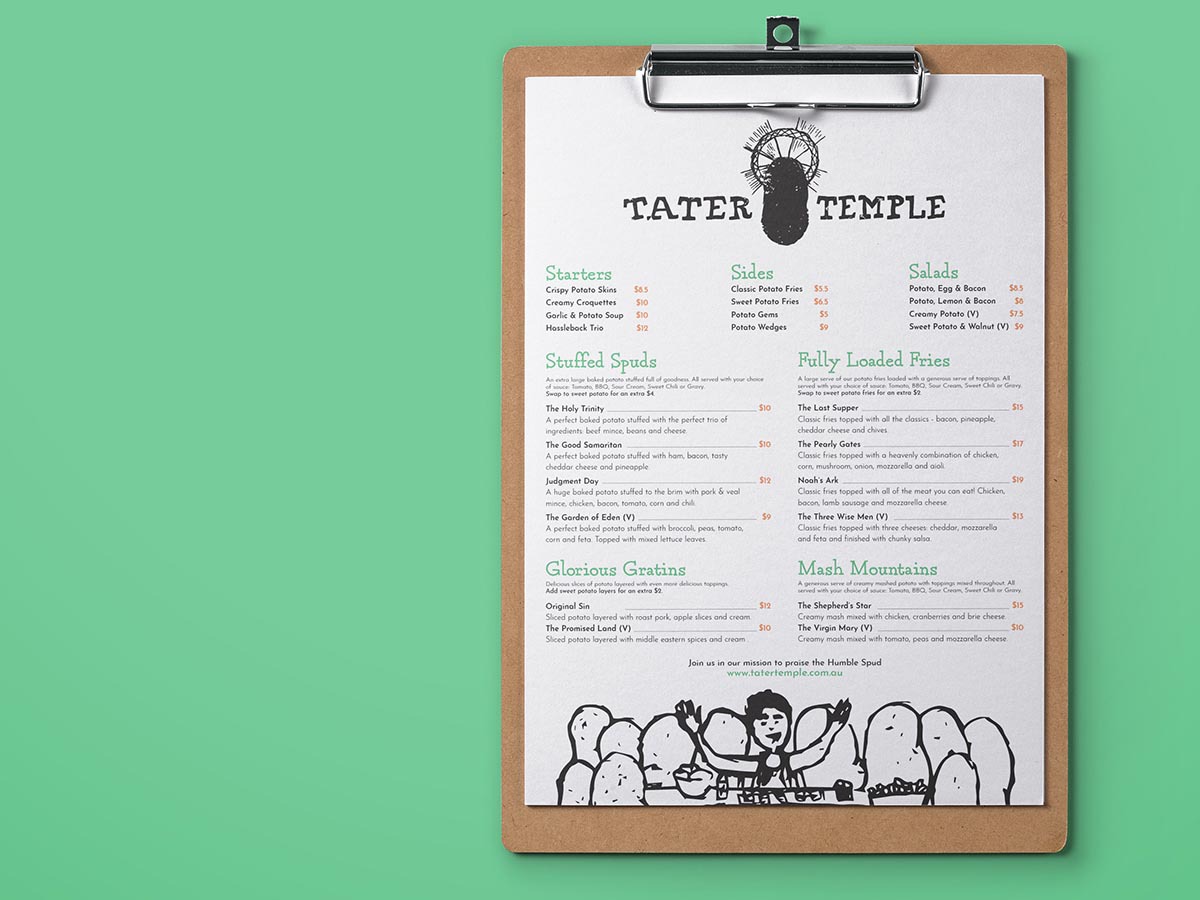 TATER TEMPLE
Starters
Crispy Potato Skins $8.5
Creamy Croquettes $10
Garlic & Potato Soup $10
Hassleback Trio $12
Sides
Classic Potato Fries $5.5
Sweet Potato Fries $6.5
Potato Gems $5
Potato Wedges $9
Salads
Potato, Egg & Bacon $8.5
Potato, Lemon & Bacon $8
Creamy Potato (V) $7.5
Sweet Potato & Walnut (V) $9
Stuffed Spuds
An extra large baked potato stuffed full of goodness. All served with your choice
of sauce: Tomato, BBQ, Sour Cream, Sweet Chili or Gravy.
Swap to sweet potato for an extra $4.
The Holy Trinity $10
A perfect baked potato stuffed with the perfect trio of
ingredients: beef mince, beans and cheese.
The Good Samaritan $10
A perfect baked potato stuffed with ham, bacon, tasty
cheddar cheese and pineapple.
Judgment Day $12
A huge baked potato stuffed to the brim with pork & veal
mince, chicken, bacon, tomato, corn and chili.
The Garden of Eden (V) $9
A perfect baked potato stuffed with broccoli, peas, tomato,
corn and feta. Topped with mixed lettuce leaves.
Fully Loaded Fries
A large serve of our potato fries loaded with a generous serve of toppings. All
served with your choice of sauce: Tomato, BBQ, Sour Cream, Sweet Chili or Gravy.
Swap to sweet potato fries for an extra $2.
The Last Supper $15
Classic fries topped with all the classics - bacon, pineapple,
cheddar cheese and chives.
The Pearly Gates $17
Classic fries topped with a heavenly combination of chicken,
corn, mushroom, onion, mozzarella and aioli.
Noah's Ark $19
Classic fries topped with all of the meat you can eat! Chicken,
bacon, lamb sausage and mozzarella cheese.
The Three Wise Men (V) $13
Classic fries topped with three cheeses: cheddar, mozzarella
and feta and finished with chunky salsa.
Glorious Gratins
Delicious slices of potato layered with even more delicious toppings.
Add sweet potato layers for an extra $2.
Original Sin $12
Sliced potato layered with roast pork, apple slices and cream.
The Promised Land (V) $10
Sliced potato layered with middle eastern spices and cream.
Mash Mountains
A generous serve of creamy mashed potato with toppings mixed throughout. All
served with your choice of sauce: Tomato, BBQ, Sour Cream, Sweet Chili or Gravy.
The Shepherd's Star $15
Creamy mash mixed with chicken, cranberries and brie cheese.
The Virgin Mary (V) $10
Creamy mash mixed with tomato, peas and mozzarella cheese.
Join us in our mission to praise the Humble Spud
www.tatertemple.com.au